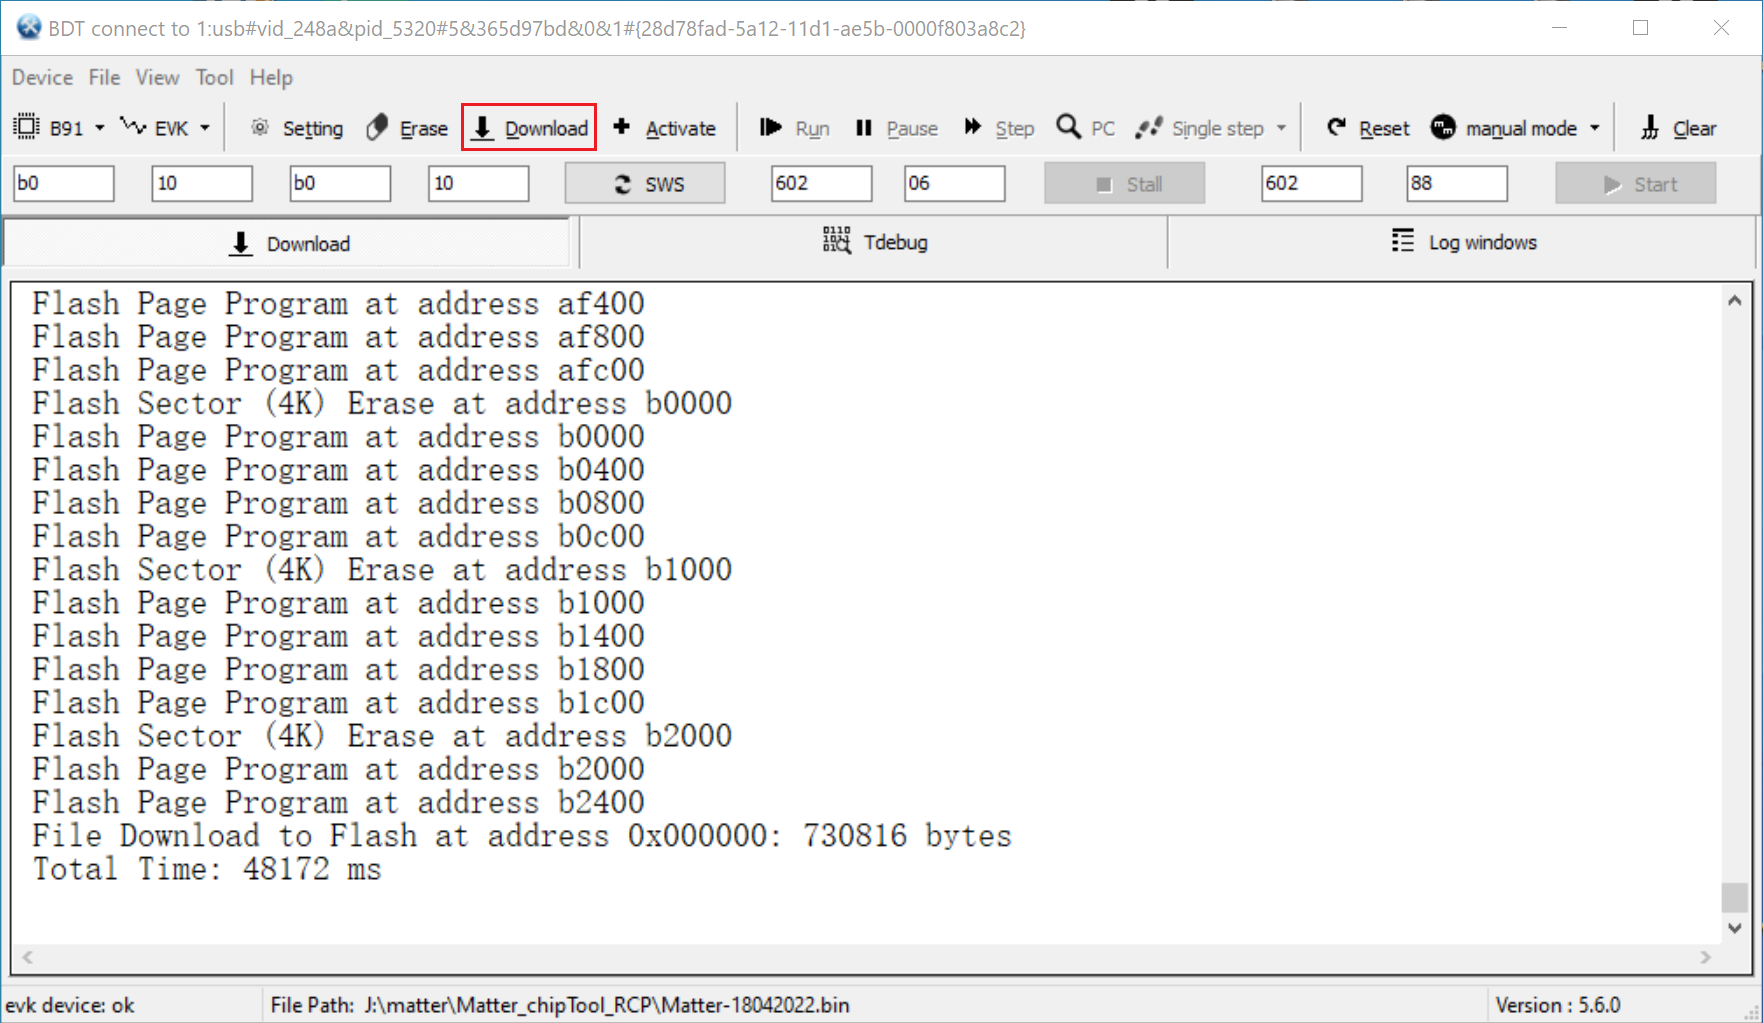 BDT connect to 1:usb#vid_248a&pid_5320#5&365d97bd&0&1#{28d78fad-5a12-11d1-ae5b-0000f803a8c2}
Device File View Tool Help
B91 EVK Setting Erase Download Activate Run Pause Step PC Single step Reset manual mode Clear
b0 10 b0 10 SWS 602 06 Stall 602 88 Start
Download Tdebug Log windows
Flash Page Program at address af400
Flash Page Program at address af800
Flash Page Program at address afc00
Flash Sector (4K) Erase at address b0000
Flash Page Program at address b0000
Flash Page Program at address b0400
Flash Page Program at address b0800
Flash Page Program at address b0c00
Flash Sector (4K) Erase at address b1000
Flash Page Program at address b1000
Flash Page Program at address b1400
Flash Page Program at address b1800
Flash Page Program at address b1c00
Flash Sector (4K) Erase at address b2000
Flash Page Program at address b2000
Flash Page Program at address b2400
File Download to Flash at address 0x000000: 730816 bytes
Total Time: 48172 ms
evk device: ok File Path: J:\matter\Matter_chipTool_RCP\Matter-18042022.bin Version : 5.6.0